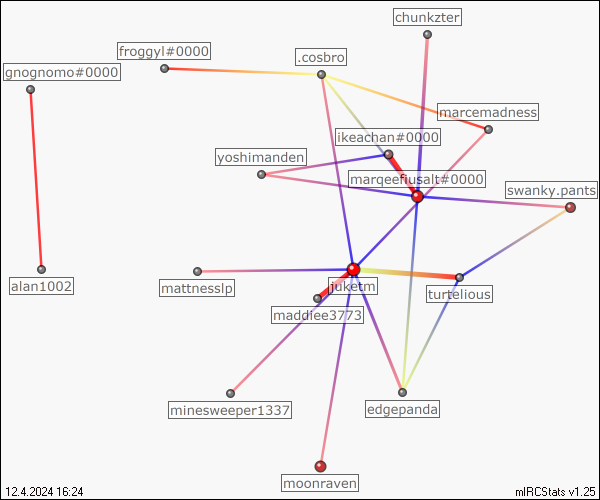 chunkzter
froggyl#0000
.cosbro
gnognomo#0000
marcemadness
ikeachan#0000
yoshimanden
marqeefiusalt#0000
swanky.pants
alan1002
mattnesslp
juketm
turtelious
maddiee3773
minesweeper1337
edgepanda
moonraven
12.4.2024 16:24
mIRCStats v1.25